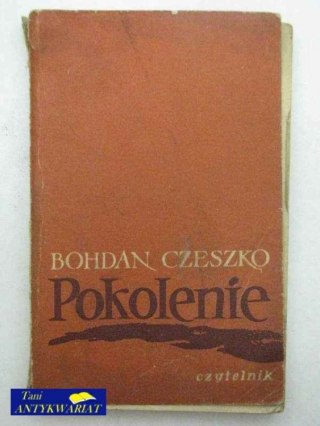 BOHDAN CZESZKO
Pokolenie
czytelnik
Tani
ANTYKWARIAT